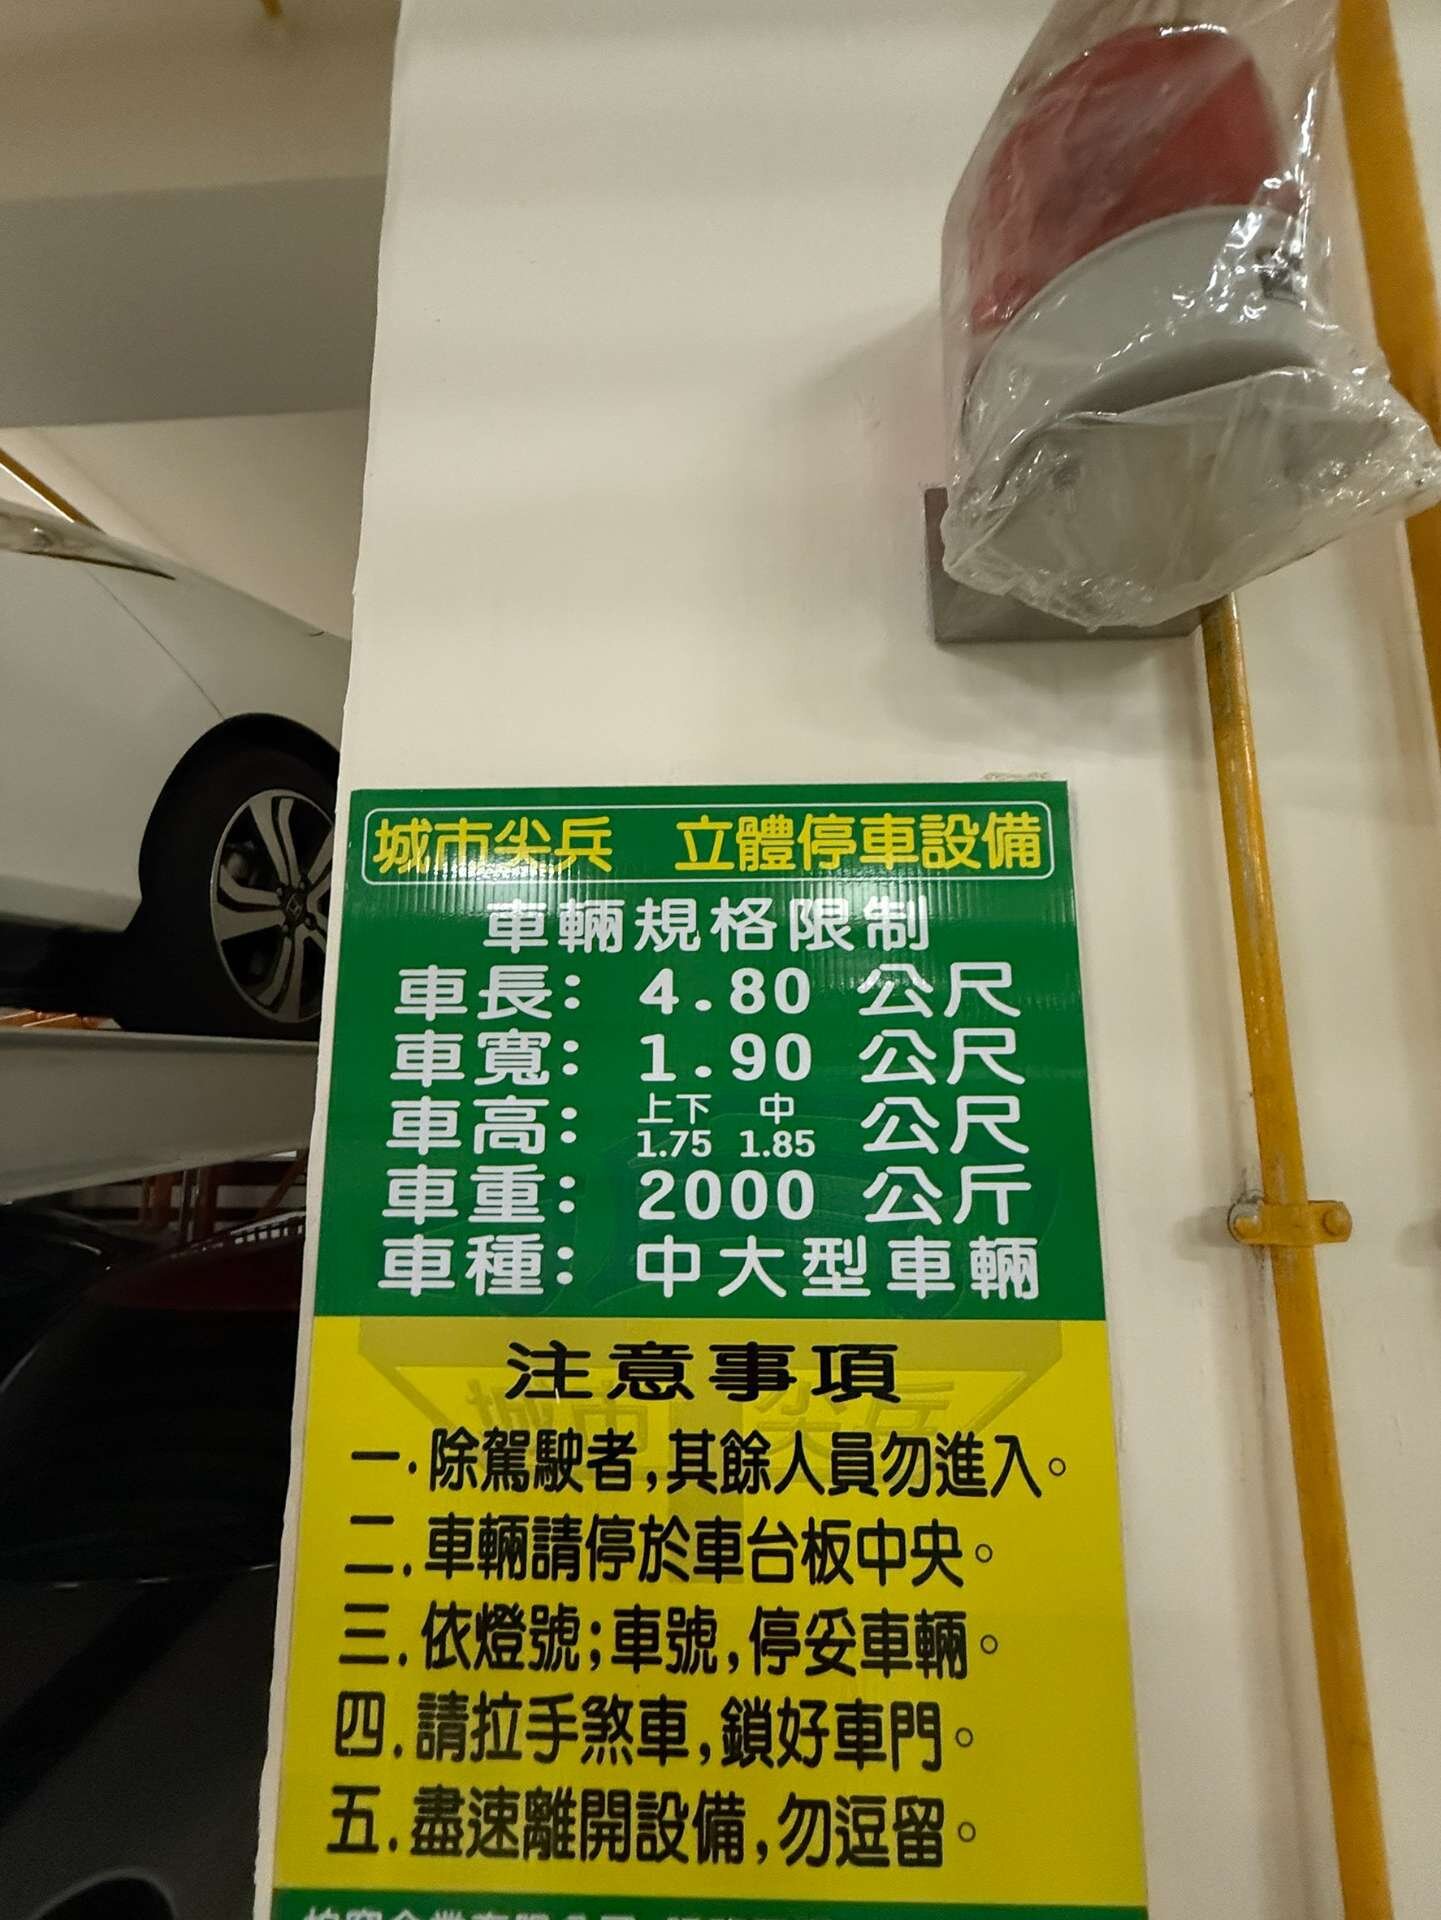 城市尖兵　立體停車設備
車輛規格限制
車長：4.80 公尺
車寬：1.90 公尺
車高：上下 1.75 中 1.85 公尺
車重：2000 公斤
車種：中大型車輛
注意事項
城市尖兵
一.除駕駛者,其餘人員勿進入。
二.車輛請停於車台板中央。
三.依燈號;車號,停妥車輛。
四.請拉手煞車,鎖好車門。
五.盡速離開設備,勿逗留。